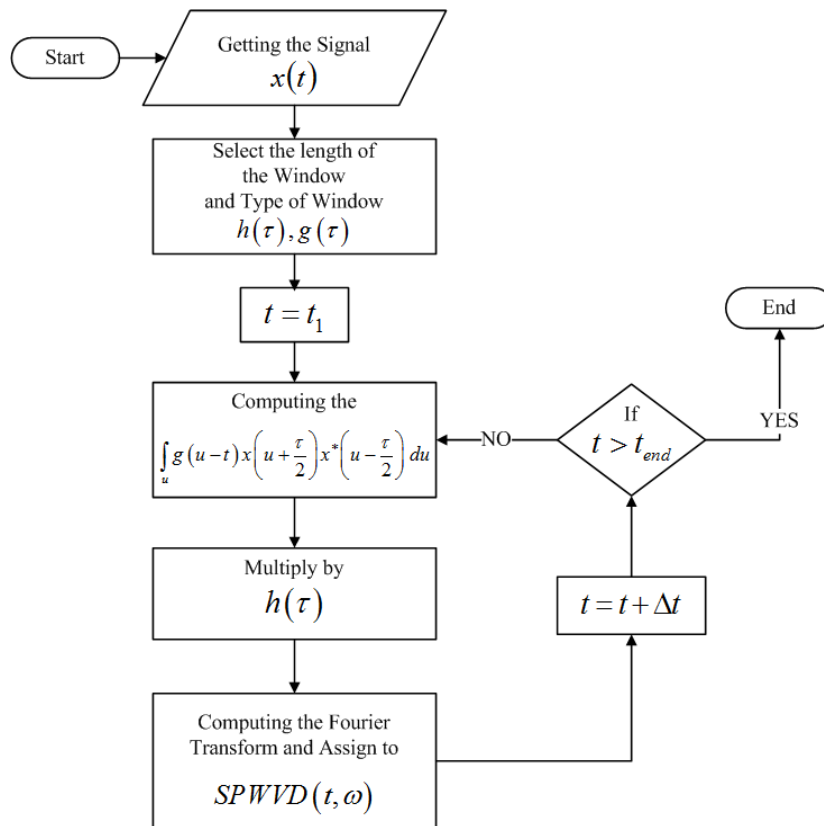 Start
Getting the Signal
x(t)
Select the length of
the Window
and Type of Window
h(τ), g(τ)
t = t₁
Computing the
∫ᵤ g(u−t)x(u+τ/2)x*(u−τ/2) du
Multiply by
h(τ)
Computing the Fourier
Transform and Assign to
SPWVD(t,ω)
t = t + Δt
If
t > t_end
NO
YES
End